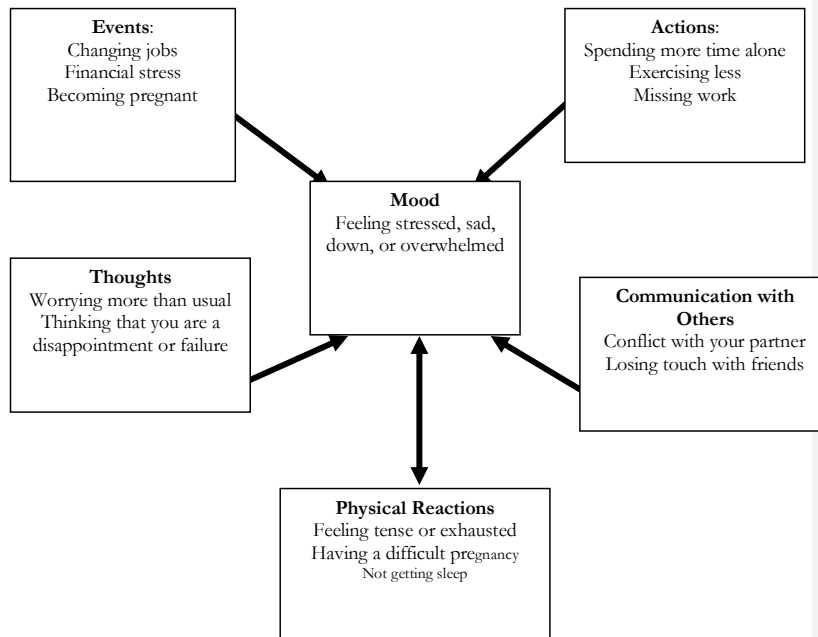 Events:
Changing jobs
Financial stress
Becoming pregnant
Actions:
Spending more time alone
Exercising less
Missing work
Mood
Feeling stressed, sad,
down, or overwhelmed
Thoughts
Worrying more than usual
Thinking that you are a
disappointment or failure
Communication with
Others
Conflict with your partner
Losing touch with friends
Physical Reactions
Feeling tense or exhausted
Having a difficult pregnancy
Not getting sleep